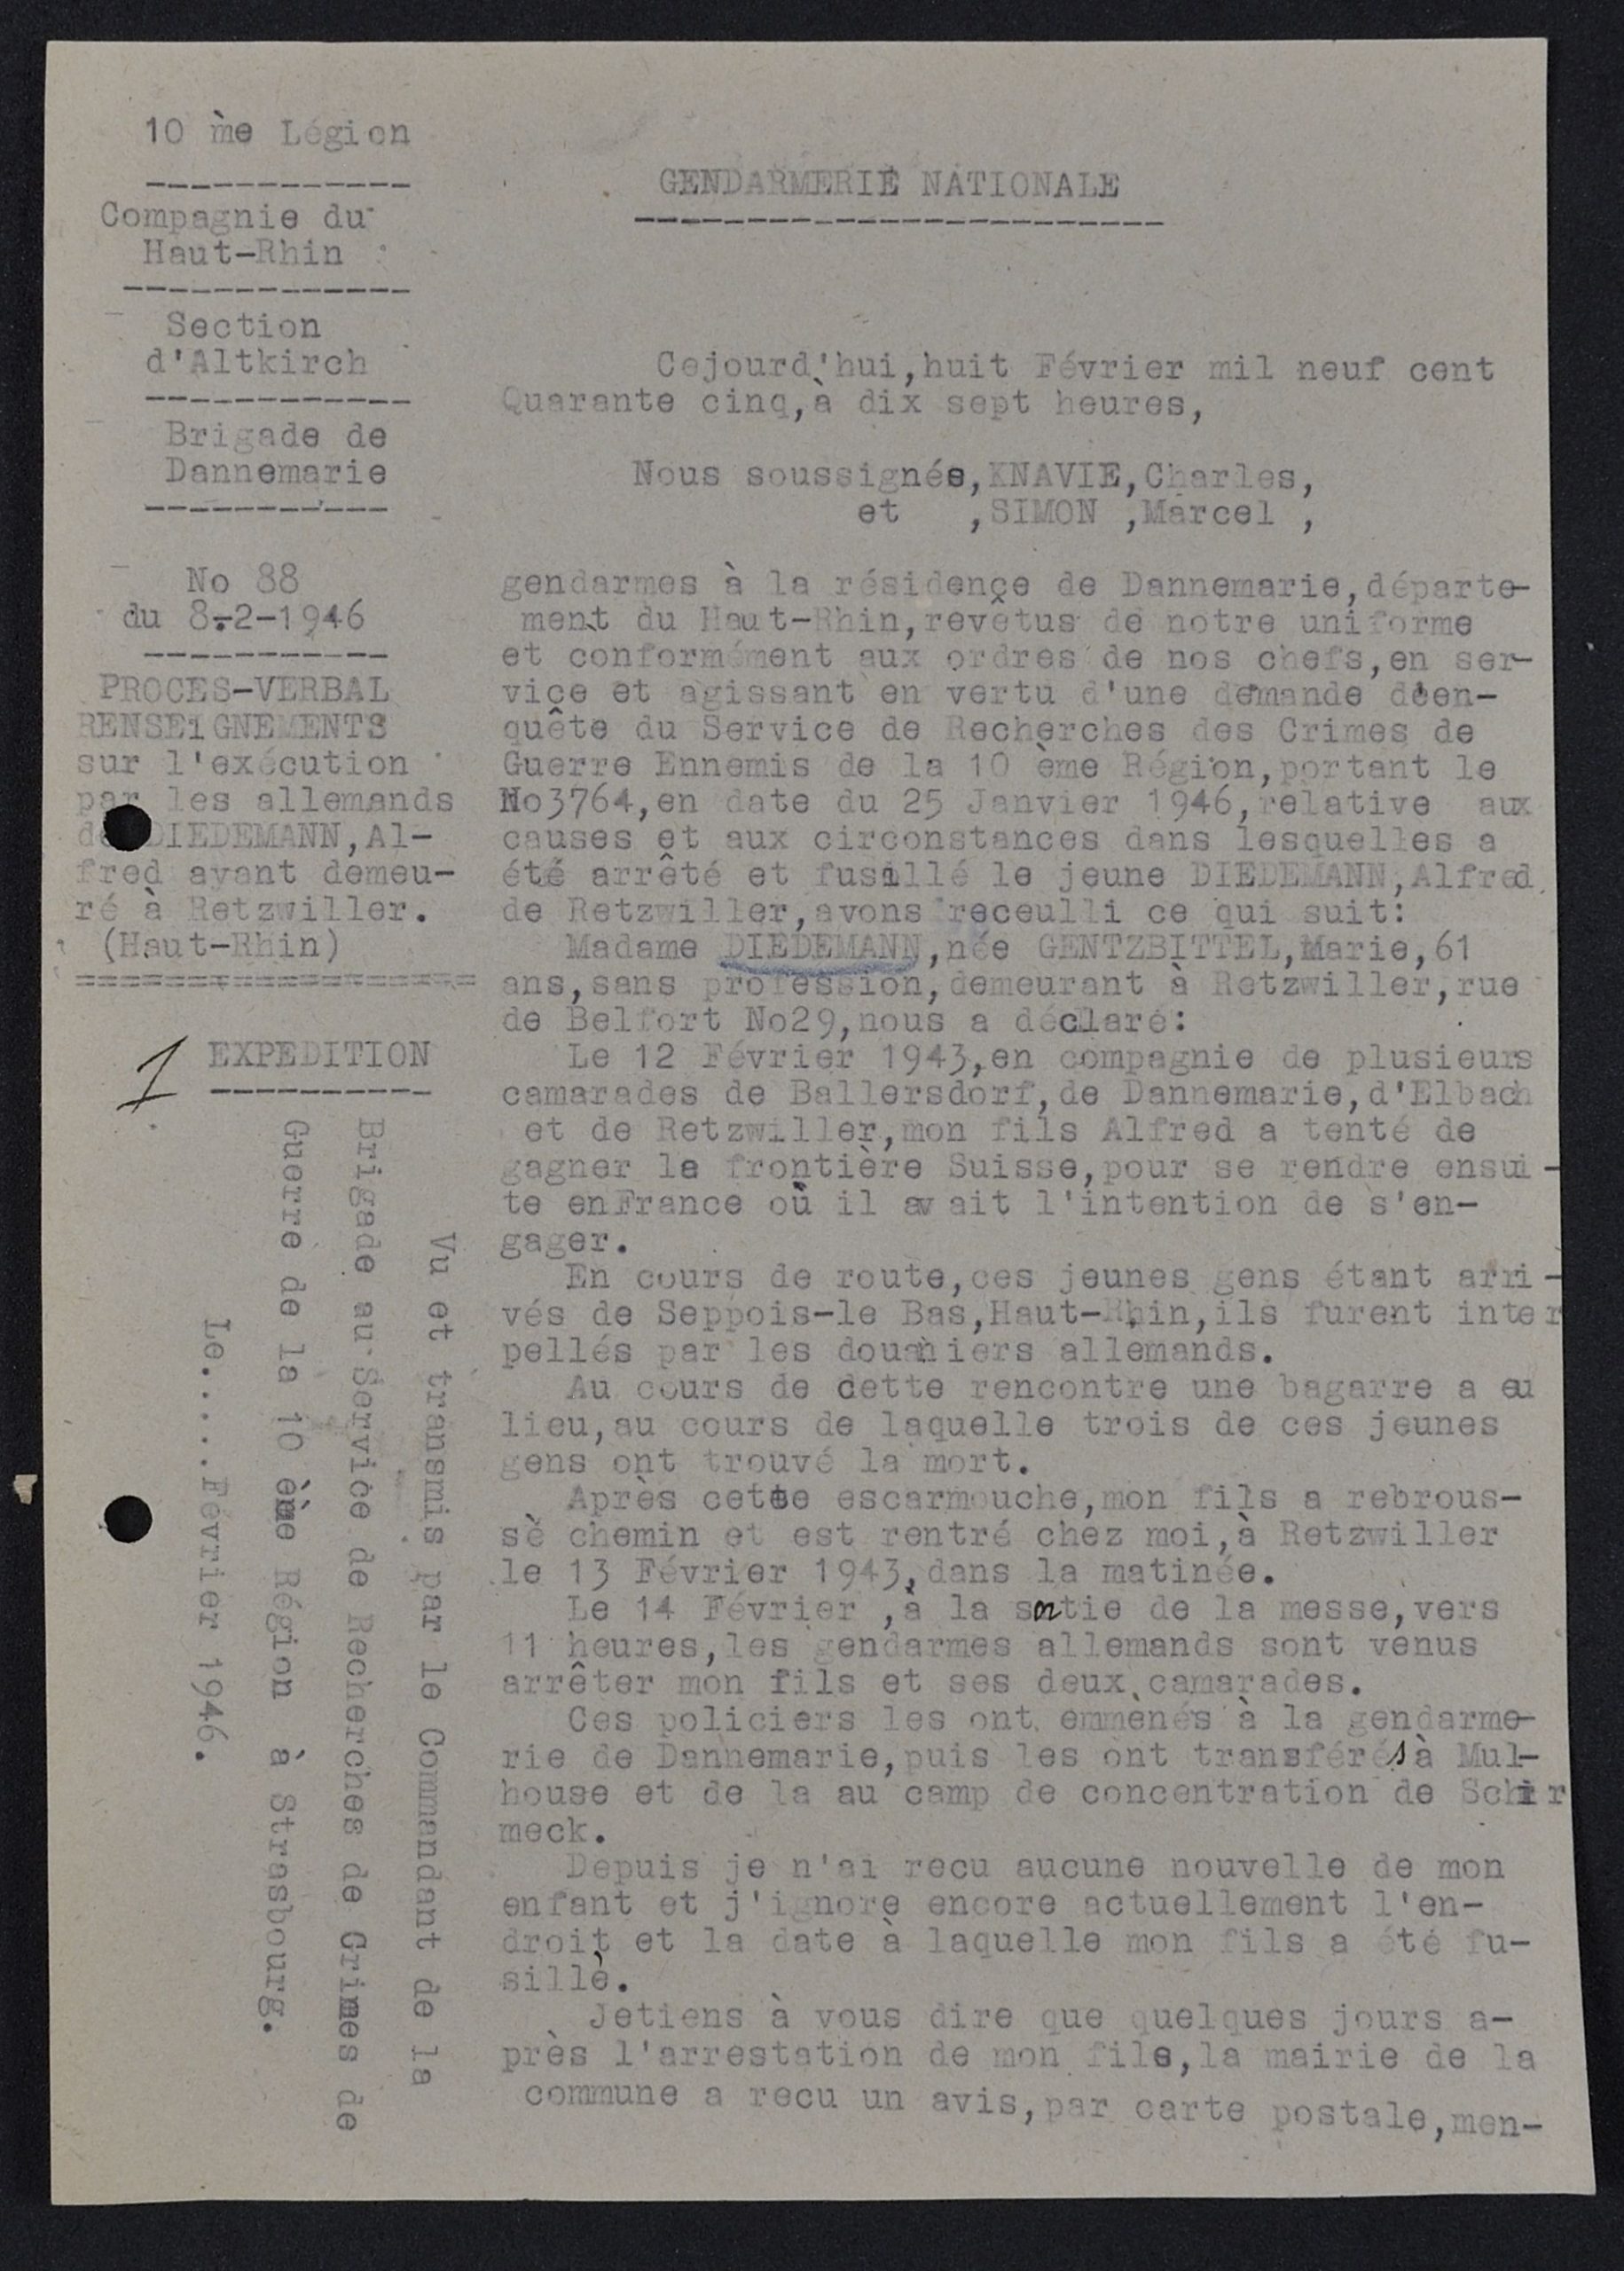 10 ème Légion
Compagnie du
Haut-Rhin
Section
d'Altkirch
Brigade de
Dannemarie
No 88
du 8-2-1946
PROCES-VERBAL
RENSEIGNEMENTS
sur l'exécution
par les allemands
de DIEDEMANN,Al-
fred ayant demeu-
ré à Retzwiller.
(Haut-Rhin)
1 EXPEDITION
Vu et transmis par le Commandant de la
Brigade au Service de Recherches de Crimes de
Guerre de la 10 ème Région à Strasbourg.
Le.....Février 1946.
GENDARMERIE NATIONALE
Cejourd'hui,huit Février mil neuf cent
Quarante cinq,à dix sept heures,
Nous soussignés,KNAVIE,Charles,
et ,SIMON ,Marcel ,
gendarmes à la résidence de Dannemarie,départe-
ment du Haut-Rhin,revêtus de notre uniforme
et conformément aux ordres de nos chefs,en ser-
vice et agissant en vertu d'une demande d'en-
quête du Service de Recherches des Crimes de
Guerre Ennemis de la 10 ème Région,portant le
No3764,en date du 25 Janvier 1946,relative aux
causes et aux circonstances dans lesquelles a
été arrêté et fusillé le jeune DIEDEMANN,Alfred
de Retzwiller,avons receulli ce qui suit:
Madame DIEDEMANN,née GENTZBITTEL,Marie,61
ans,sans profession,demeurant à Retzwiller,rue
de Belfort No29,nous a déclaré:
Le 12 Février 1943,en compagnie de plusieurs
camarades de Ballersdorf,de Dannemarie,d'Elbach
et de Retzwiller,mon fils Alfred a tenté de
gagner la frontière Suisse,pour se rendre ensui-
te enFrance où il avait l'intention de s'en-
gager.
En cours de route,ces jeunes gens étant arri-
vés de Seppois-le Bas,Haut-Rhin,ils furent inter
pellés par les douaniers allemands.
Au cours de dette rencontre une bagarre a eu
lieu,au cours de laquelle trois de ces jeunes
gens ont trouvé la mort.
Après cette escarmouche,mon fils a rebrous-
sè chemin et est rentré chez moi,à Retzwiller
le 13 Février 1943,dans la matinée.
Le 14 Février ,à la sortie de la messe,vers
11 heures,les gendarmes allemands sont venus
arrêter mon fils et ses deux camarades.
Ces policiers les ont emmènés à la gendarme-
rie de Dannemarie,puis les ont transférés à Mul-
house et de la au camp de concentration de Schir
meck.
Depuis je n'ai recu aucune nouvelle de mon
enfant et j'ignore encore actuellement l'en-
droit et la date à laquelle mon fils a été fu-
sillè.
Jetiens à vous dire que quelques jours a-
près l'arrestation de mon fils,la mairie de la
commune a recu un avis,par carte postale,men-